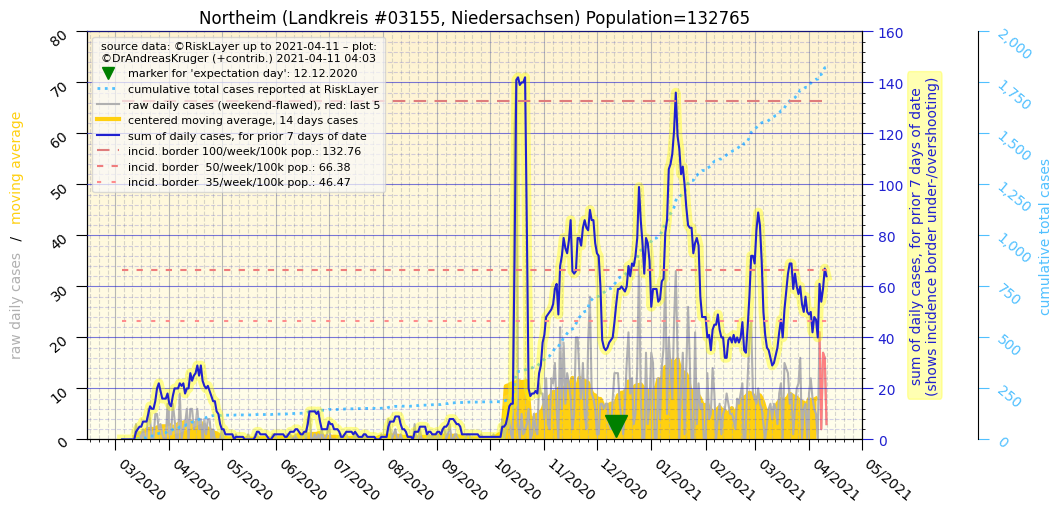 Northeim (Landkreis #03155, Niedersachsen) Population=132765
source data: ©RiskLayer up to 2021-04-11 – plot:
©DrAndreasKruger (+contrib.) 2021-04-11 04:03
marker for 'expectation day': 12.12.2020
cumulative total cases reported at RiskLayer
raw daily cases (weekend-flawed), red: last 5
centered moving average, 14 days cases
sum of daily cases, for prior 7 days of date
incid. border 100/week/100k pop.: 132.76
incid. border  50/week/100k pop.: 66.38
incid. border  35/week/100k pop.: 46.47
raw daily cases  /  moving average
80
70
60
50
40
30
20
10
0
03/2020
04/2020
05/2020
06/2020
07/2020
08/2020
09/2020
10/2020
11/2020
12/2020
01/2021
02/2021
03/2021
04/2021
05/2021
160
140
120
100
80
60
40
20
0
sum of daily cases, for prior 7 days of date
(shows incidence border under-/overshooting)
2,000
1,750
1,500
1,250
1,000
750
500
250
0
cumulative total cases